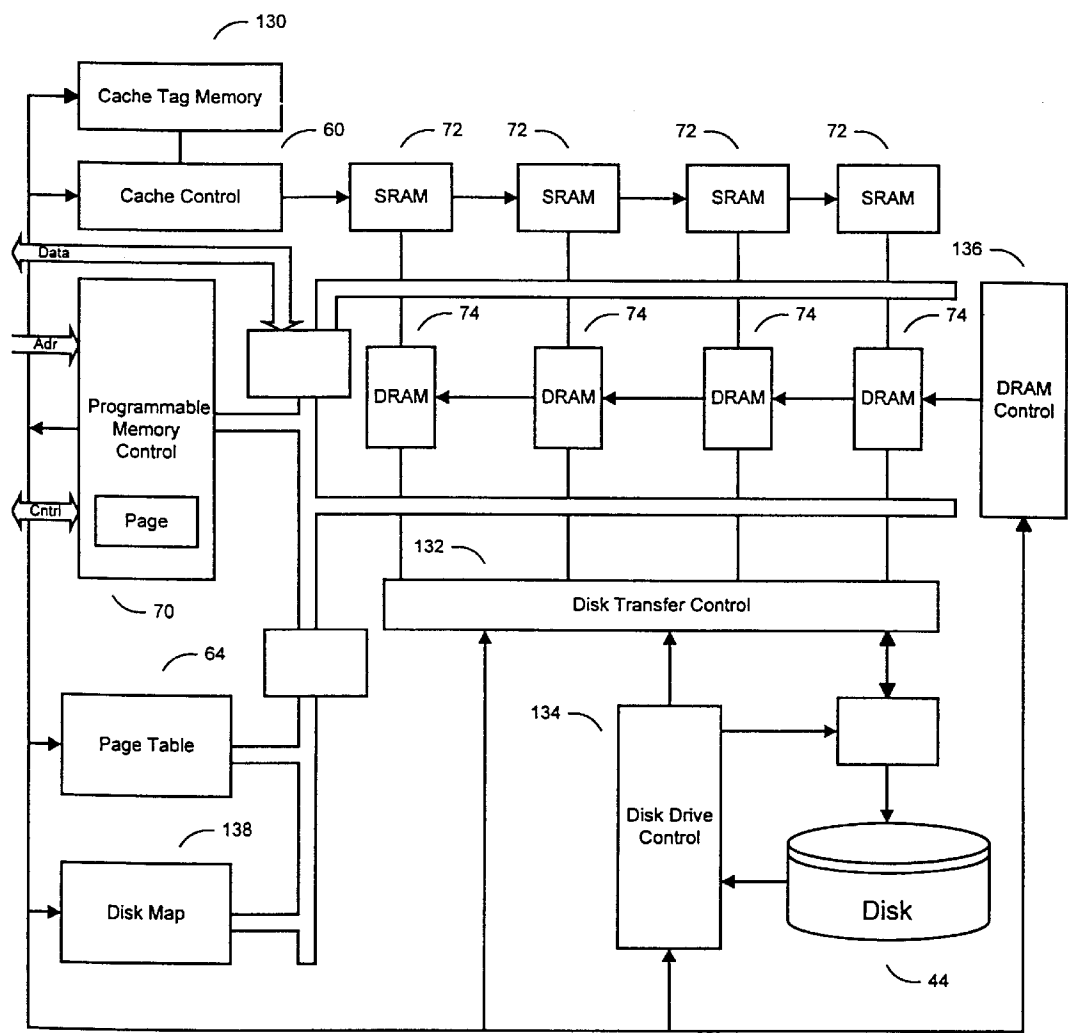 130
Cache Tag Memory
60
72
72
72
72
Cache Control
SRAM
SRAM
SRAM
SRAM
Data
136
74
74
74
74
Adr
DRAM
DRAM
DRAM
DRAM
DRAM
Control
Programmable
Memory
Control
Cntrl
Page
132
Disk Transfer Control
70
64
134
Page Table
Disk Drive
Control
138
Disk Map
Disk
44